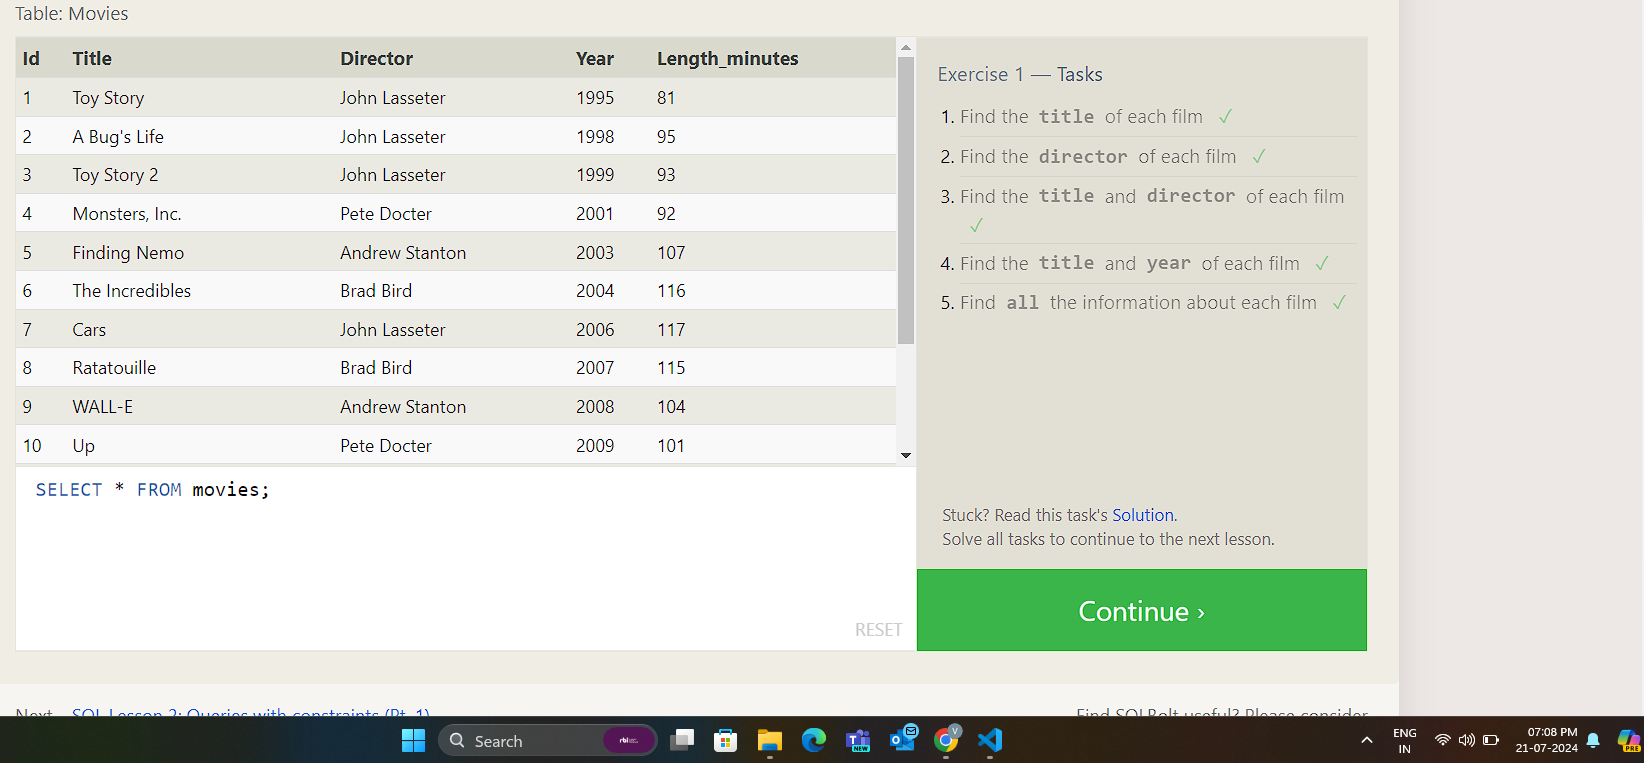 Table: Movies
Id Title Director Year Length_minutes
1 Toy Story John Lasseter 1995 81
2 A Bug's Life John Lasseter 1998 95
3 Toy Story 2 John Lasseter 1999 93
4 Monsters, Inc. Pete Docter 2001 92
5 Finding Nemo Andrew Stanton 2003 107
6 The Incredibles Brad Bird 2004 116
7 Cars John Lasseter 2006 117
8 Ratatouille Brad Bird 2007 115
9 WALL-E Andrew Stanton 2008 104
10 Up Pete Docter 2009 101
SELECT * FROM movies;
RESET
Exercise 1 — Tasks
1. Find the title of each film ✓
2. Find the director of each film ✓
3. Find the title and director of each film
✓
4. Find the title and year of each film ✓
5. Find all the information about each film ✓
Stuck? Read this task's Solution.
Solve all tasks to continue to the next lesson.
Continue ›
Next SQL Lesson 2: Queries with constraints (Pt. 1)
Find SQLBolt useful? Please consider
Search
rbi
NEW
V
ENG
IN
07:08 PM
21-07-2024
PRE